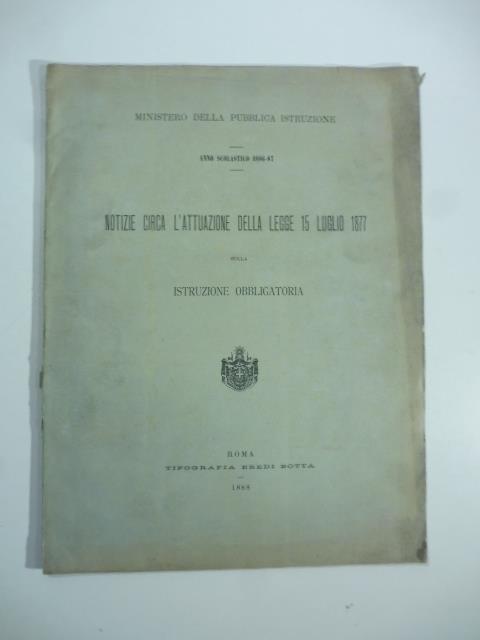 MINISTERO DELLA PUBBLICA ISTRUZIONE
ANNO SCOLASTICO 1886-87
NOTIZIE CIRCA L'ATTUAZIONE DELLA LEGGE 15 LUGLIO 1877
SULLA
ISTRUZIONE OBBLIGATORIA
ROMA
TIPOGRAFIA EREDI BOTTA
1888